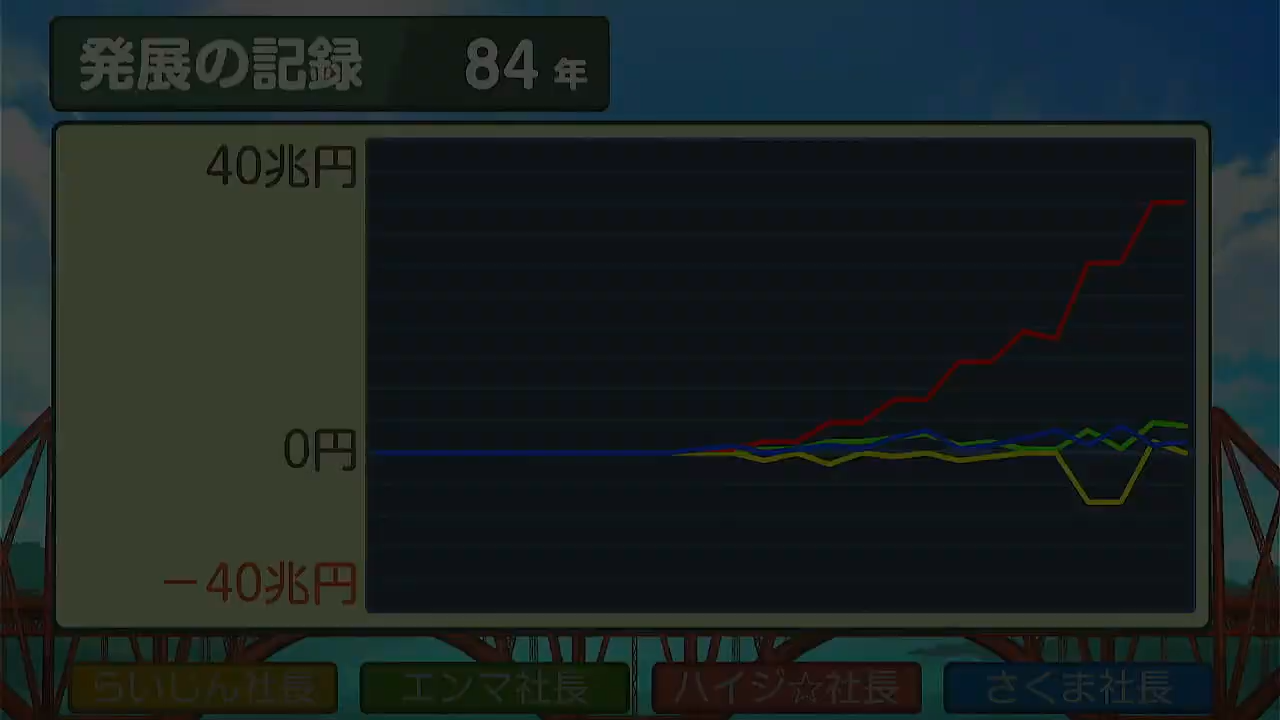 発展の記録 84年
40兆円
0円
－40兆円
らいじん社長 エンマ社長 ハイジ☆社長 さくま社長